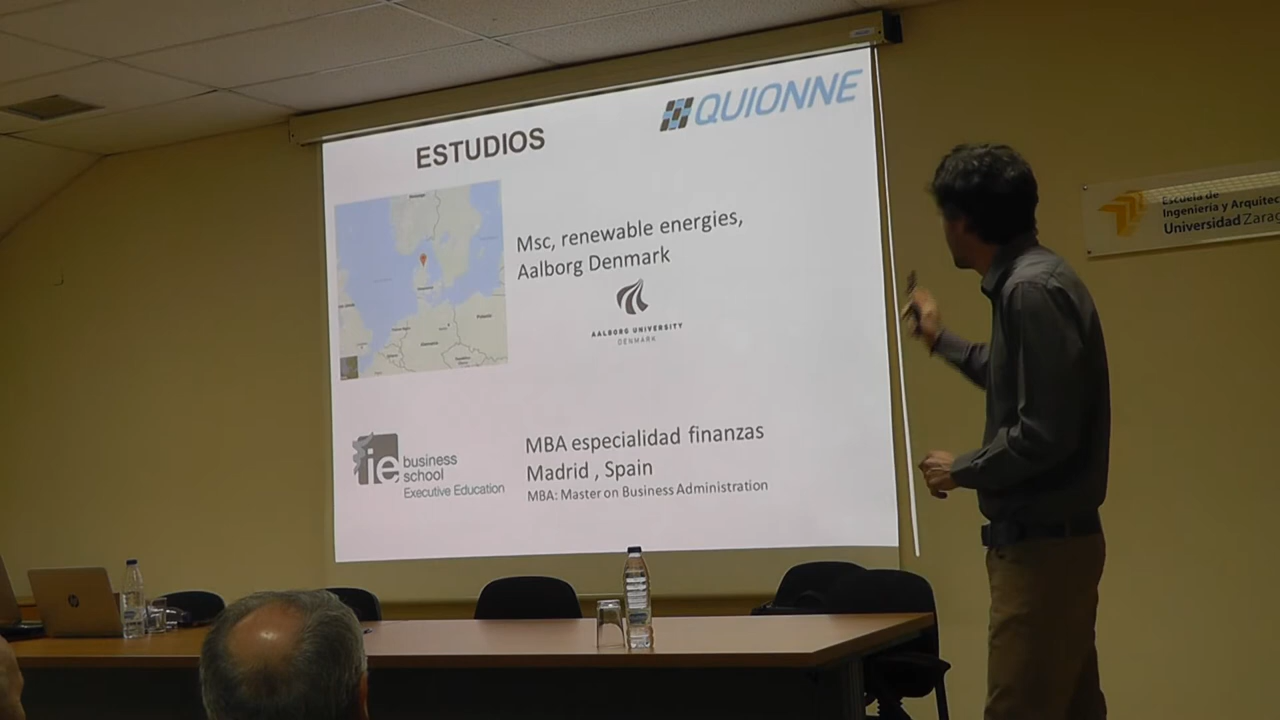 QUIONNE
ESTUDIOS
Msc, renewable energies,
Aalborg Denmark
AALBORG UNIVERSITY
DENMARK
ie business
school
Executive Education
MBA especialidad finanzas
Madrid , Spain
MBA: Master on Business Administration
Escuela de
Ingeniería y Arquitec
Universidad Zarag
hp